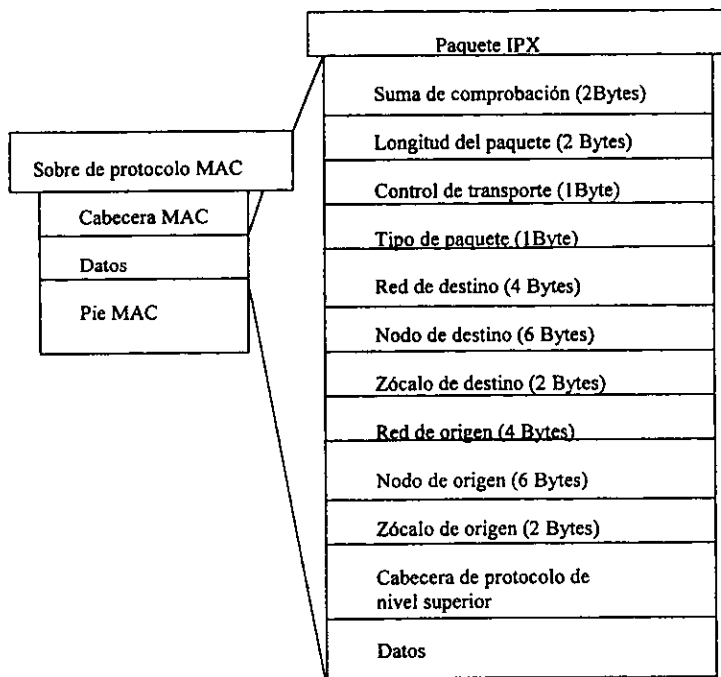 Paquete IPX
Suma de comprobación (2Bytes)
Longitud del paquete (2 Bytes)
Sobre de protocolo MAC
Control de transporte (1Byte)
Cabecera MAC
Tipo de paquete (1Byte)
Datos
Red de destino (4 Bytes)
Pie MAC
Nodo de destino (6 Bytes)
Zócalo de destino (2 Bytes)
Red de origen (4 Bytes)
Nodo de origen (6 Bytes)
Zócalo de origen (2 Bytes)
Cabecera de protocolo de
nivel superior
Datos